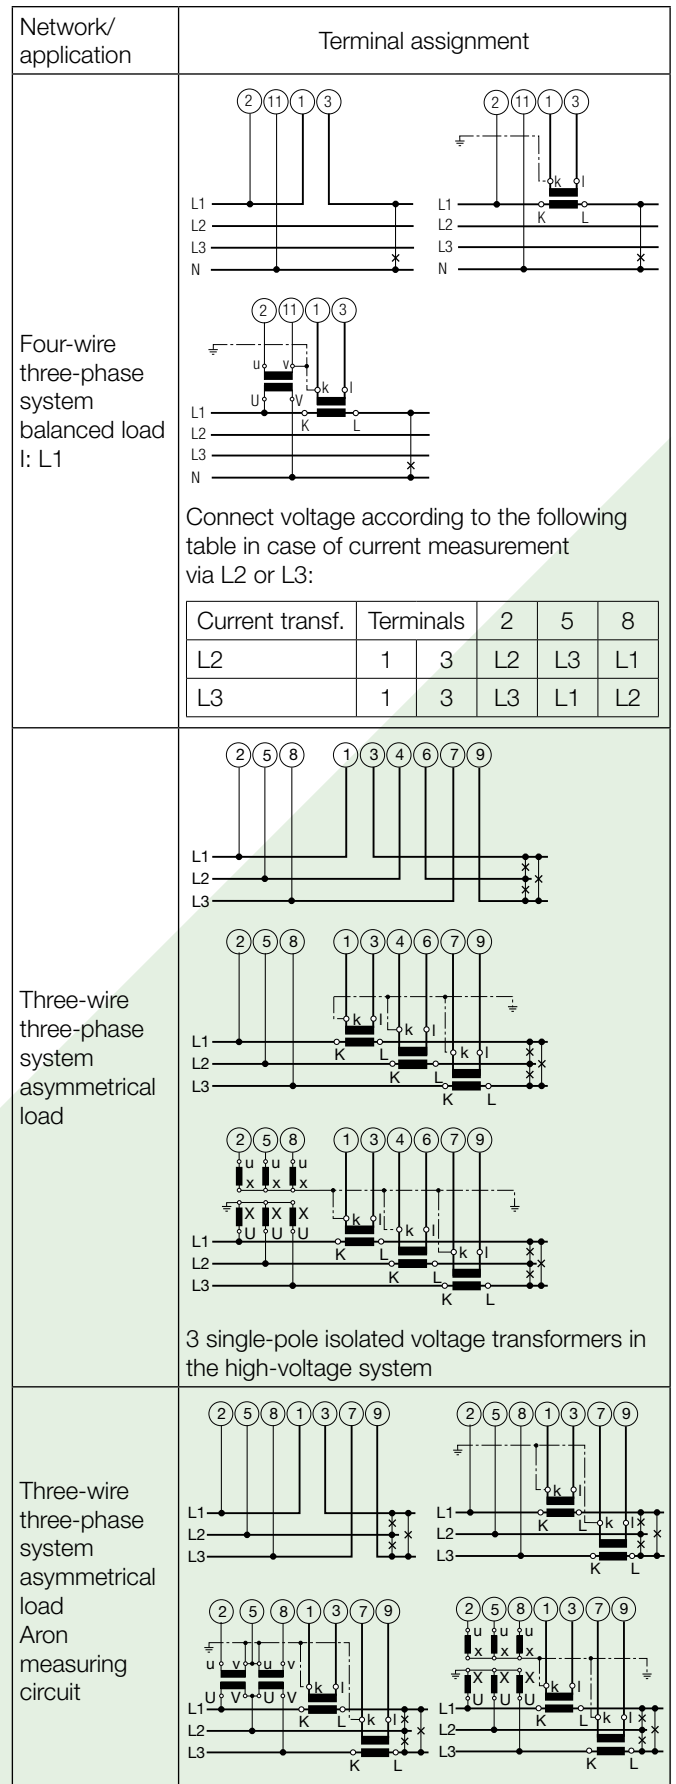 Network/
application
Terminal assignment
Four-wire
three-phase
system
balanced load
I: L1
2 11 1 3
L1
L2
L3
N
2 11 1 3
k l
L1 K L
L2
L3
N
2 11 1 3
u v
k l
U V
L1 K L
L2
L3
N
Connect voltage according to the following
table in case of current measurement
via L2 or L3:
Current transf. Terminals 2 5 8
L2 1 3 L2 L3 L1
L3 1 3 L3 L1 L2
Three-wire
three-phase
system
asymmetrical
load
2 5 8 1 3 4 6 7 9
L1
L2
L3
2 5 8 1 3 4 6 7 9
k l
k l
L1 K L
k l
L2 K L
L3
K L
2 5 8 1 3 4 6 7 9
u u u
x x x
X X X
k l
U U U
k l
L1 K L
k l
L2 K L
L3
K L
3 single-pole isolated voltage transformers in
the high-voltage system
Three-wire
three-phase
system
asymmetrical
load
Aron
measuring
circuit
2 5 8 1 3 7 9
L1
L2
L3
2 5 8 1 3 7 9
k l
L1 K L
k l
L2
L3
K L
2 5 8 1 3 7 9
u v u v
k l
U V U V
L1 K L
k l
L2
L3
K L
2 5 8 1 3 7 9
u u u
x x x
X X X
k l
U U U
L1 K L
k l
L2
L3
K L